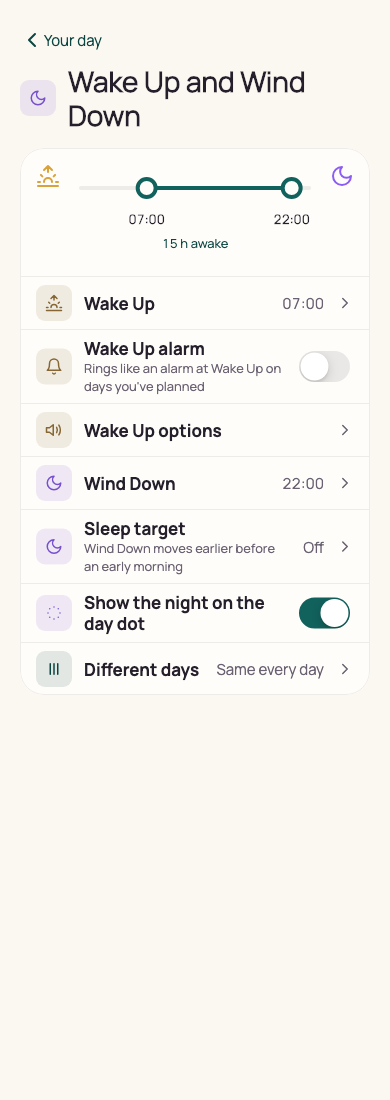 Your day
Wake Up and Wind
Down
07:00
22:00
15 h awake
Wake Up
07:00
Wake Up alarm
Rings like an alarm at Wake Up on
days you've planned
Wake Up options
Wind Down
22:00
Sleep target
Wind Down moves earlier before
an early morning
Off
Show the night on the
day dot
Different days
Same every day